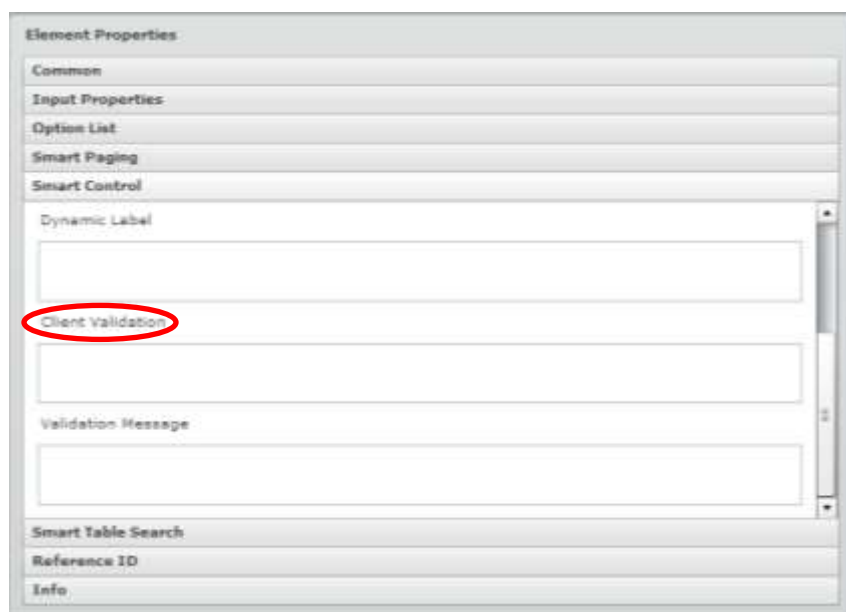 Element Properties
Common
Input Properties
Option List
Smart Paging
Smart Control
Dynamic Label
Client Validation
Validation Message
Smart Table Search
Reference ID
Info